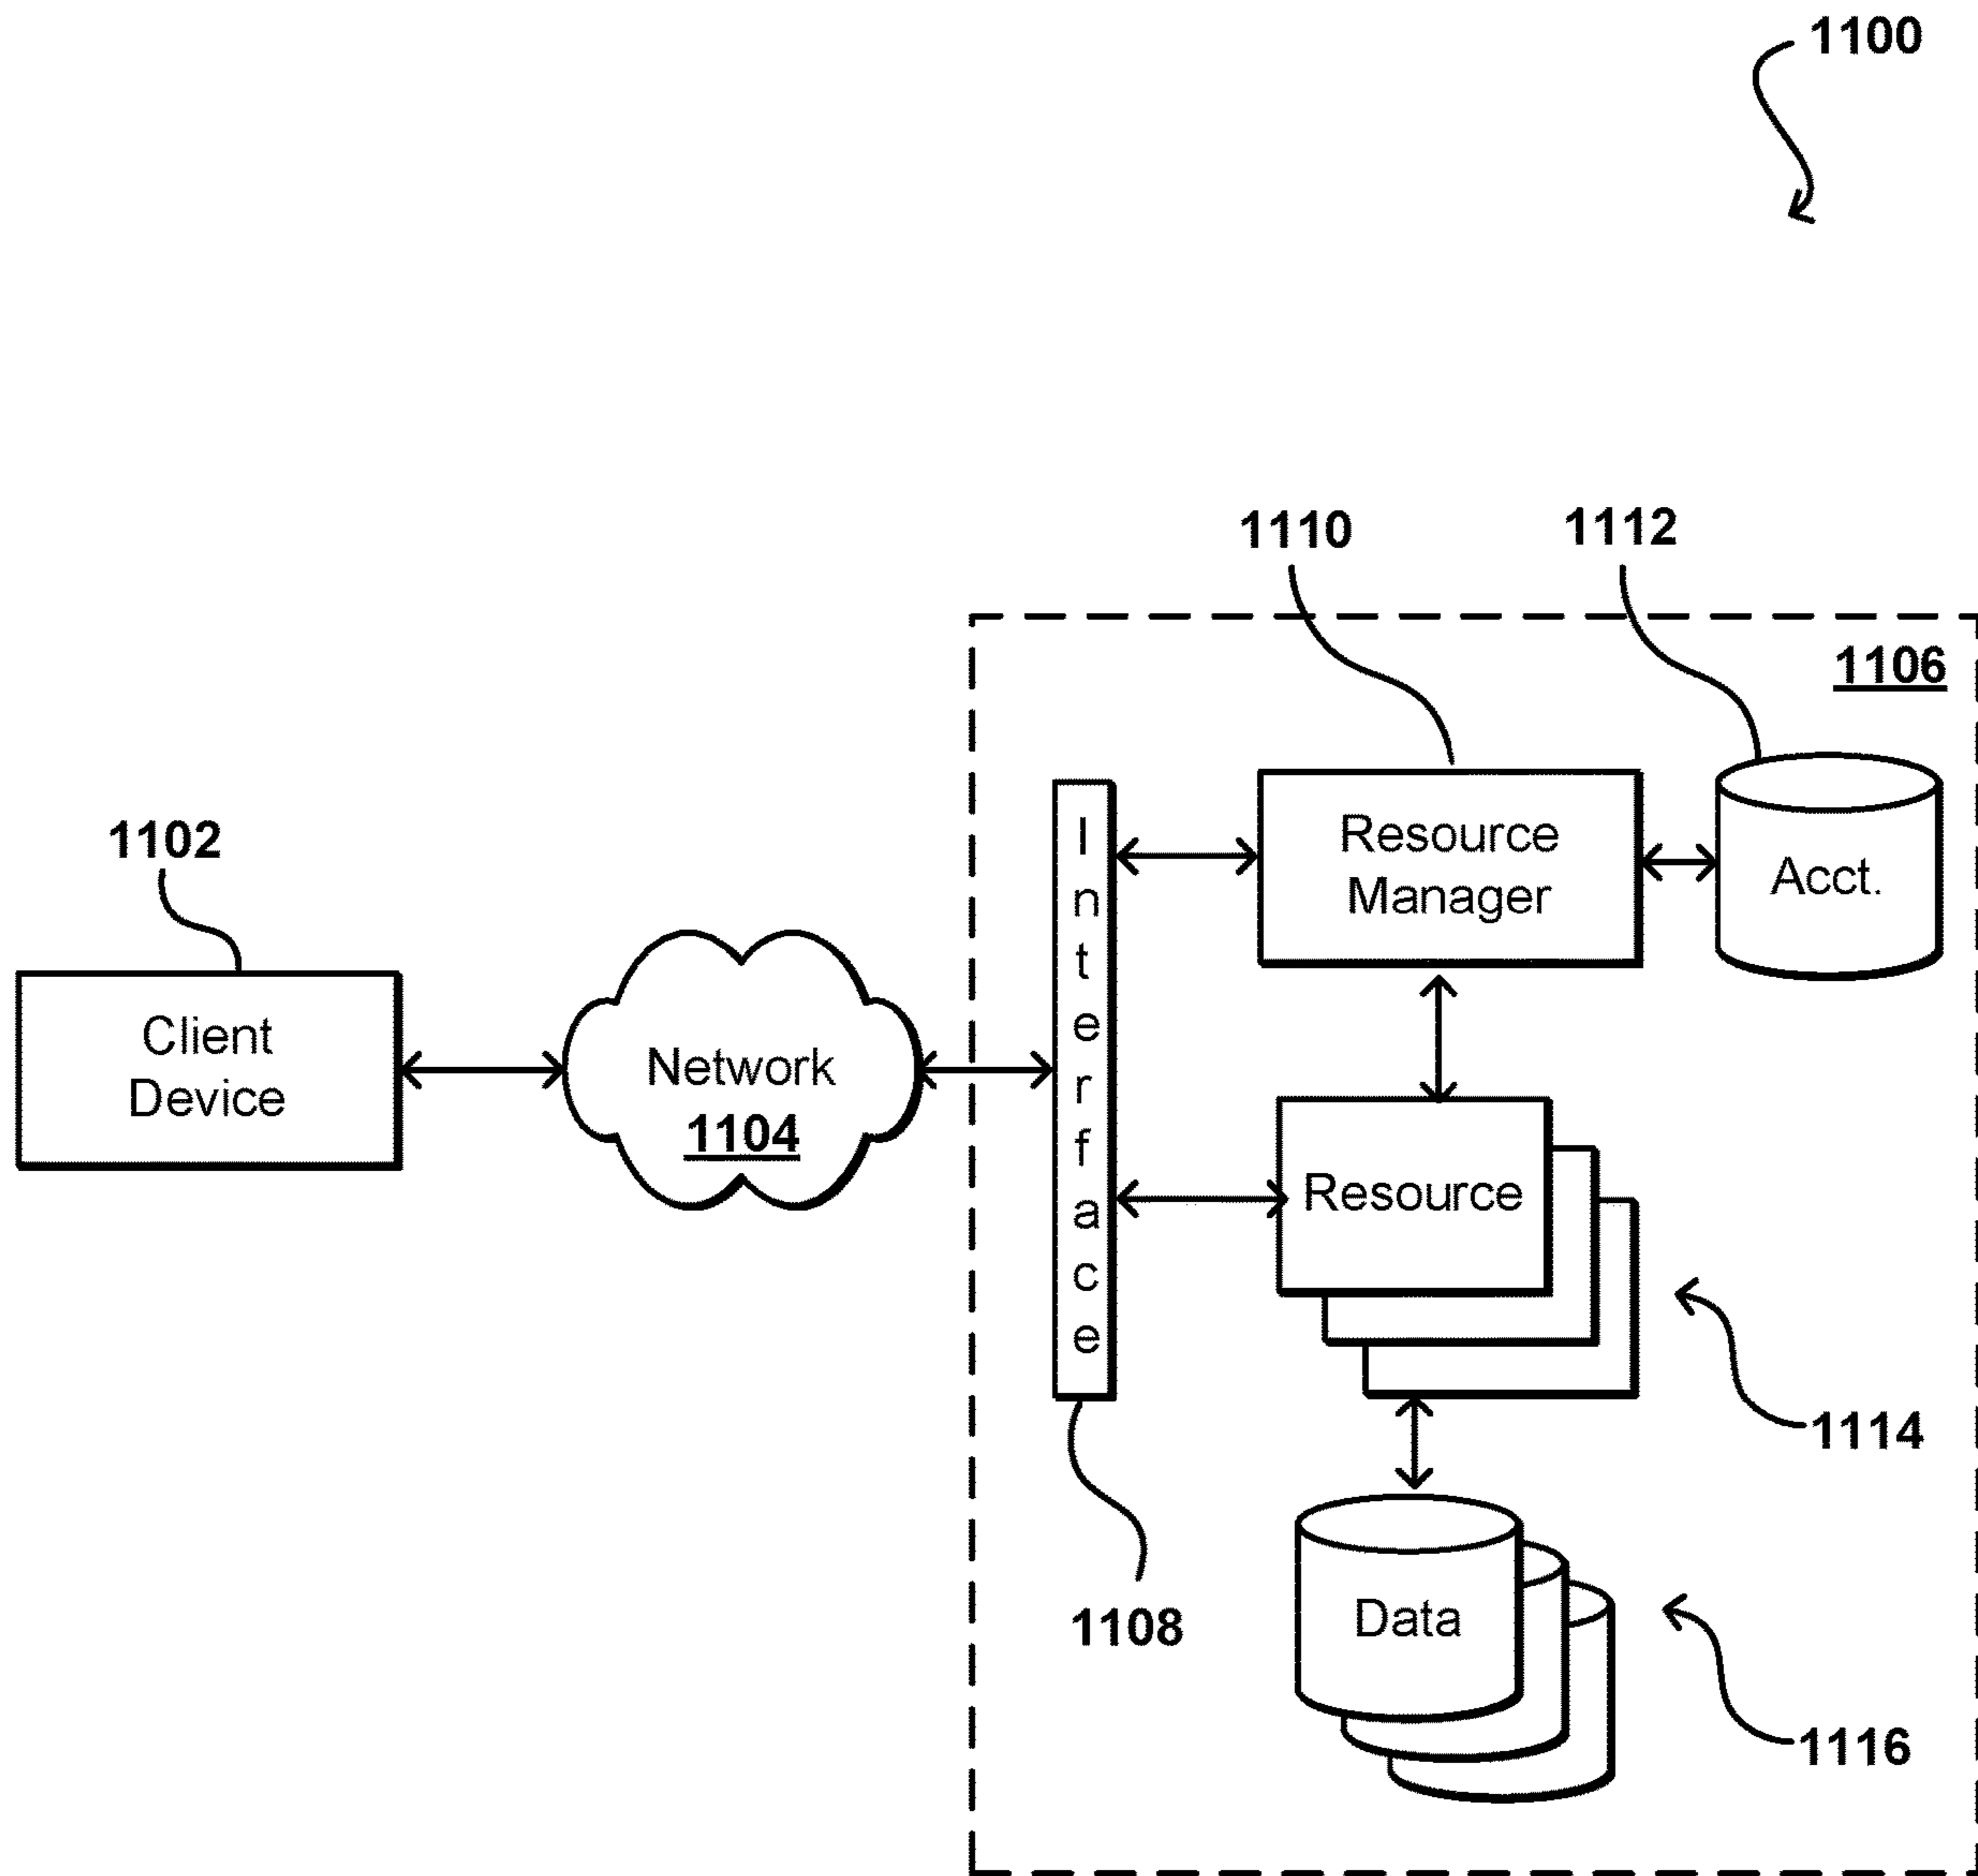 1100
1110
1112
1106
1102
Client
Device
Network
1104
Interface
Resource
Manager
Acct.
Resource
1114
Data
1108
1116